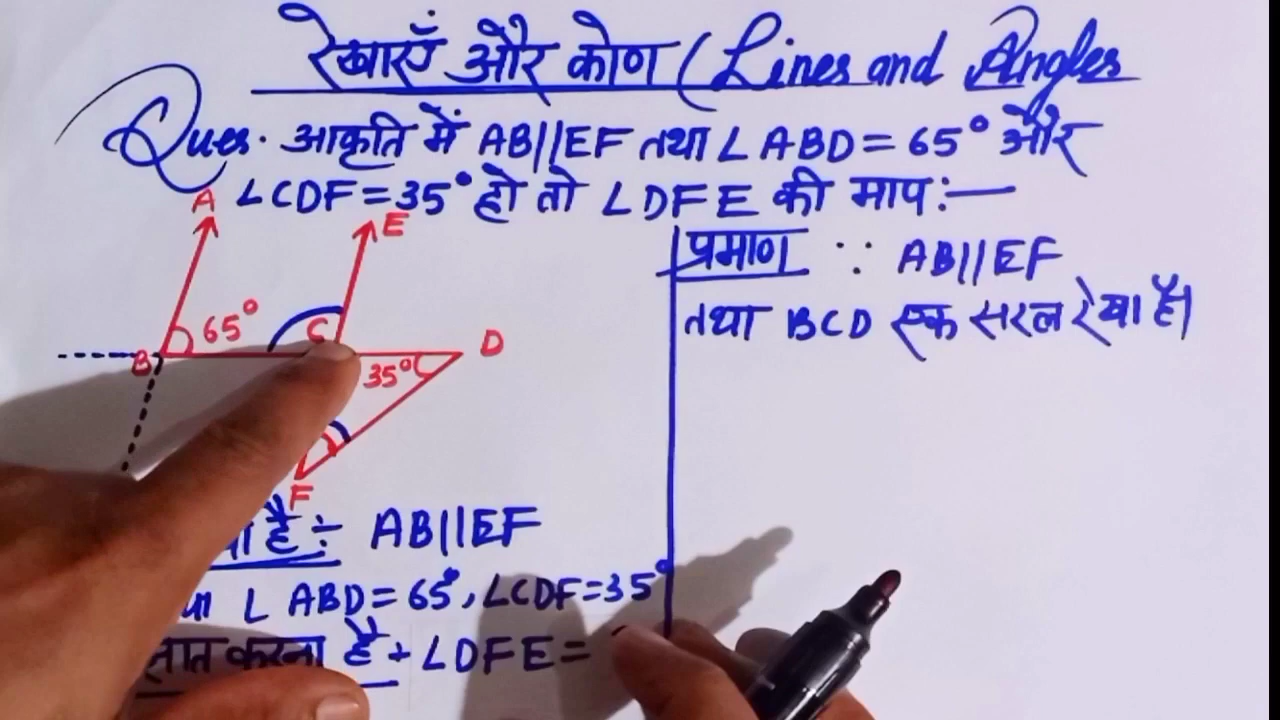 रेखाएँ और कोण (Lines and Angles
Ques. आकृति में AB||EF तथा ∠ABD=65° और
∠CDF=35° हो तो ∠DFE की माप:—
A
E
65°
C
B
D
35°
F
है ÷ AB||EF
∠ABD=65°, ∠CDF=35°
ज्ञात करना है ÷ ∠DFE=
प्रमाण ∵ AB||EF
तथा BCD एक सरल रेखा है।